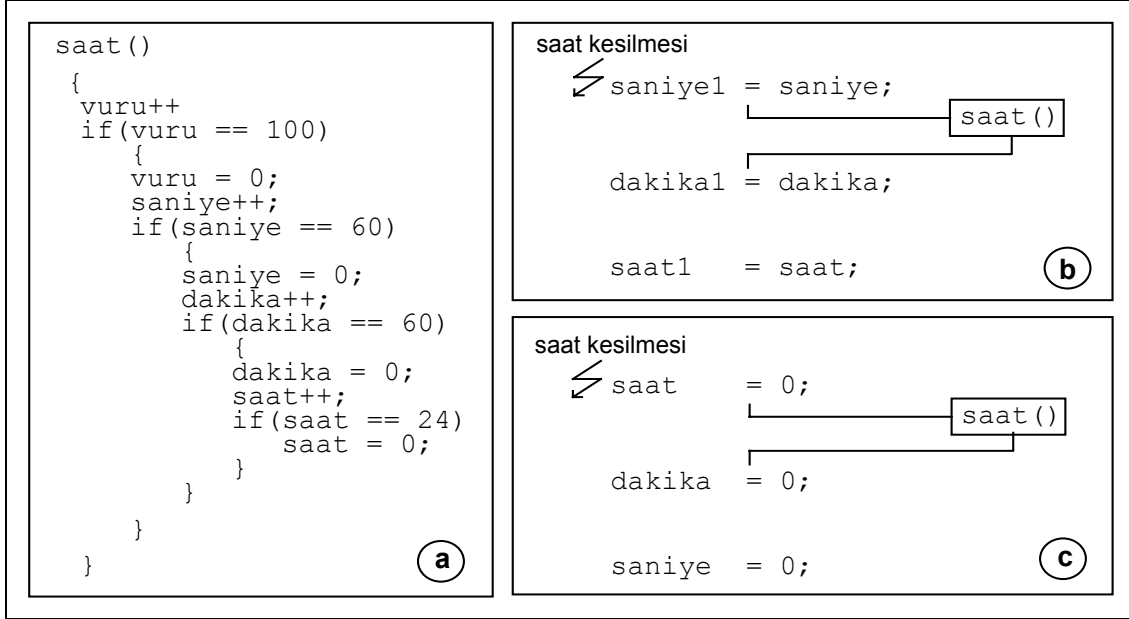 saat()
{
vuru++
if(vuru == 100)
{
vuru = 0;
saniye++;
if(saniye == 60)
{
saniye = 0;
dakika++;
if(dakika == 60)
{
dakika = 0;
saat++;
if(saat == 24)
saat = 0;
}
}
}
}
a
saat kesilmesi
saniye1 = saniye;
saat()
dakika1 = dakika;
saat1 = saat;
b
saat kesilmesi
saat = 0;
saat()
dakika = 0;
saniye = 0;
c